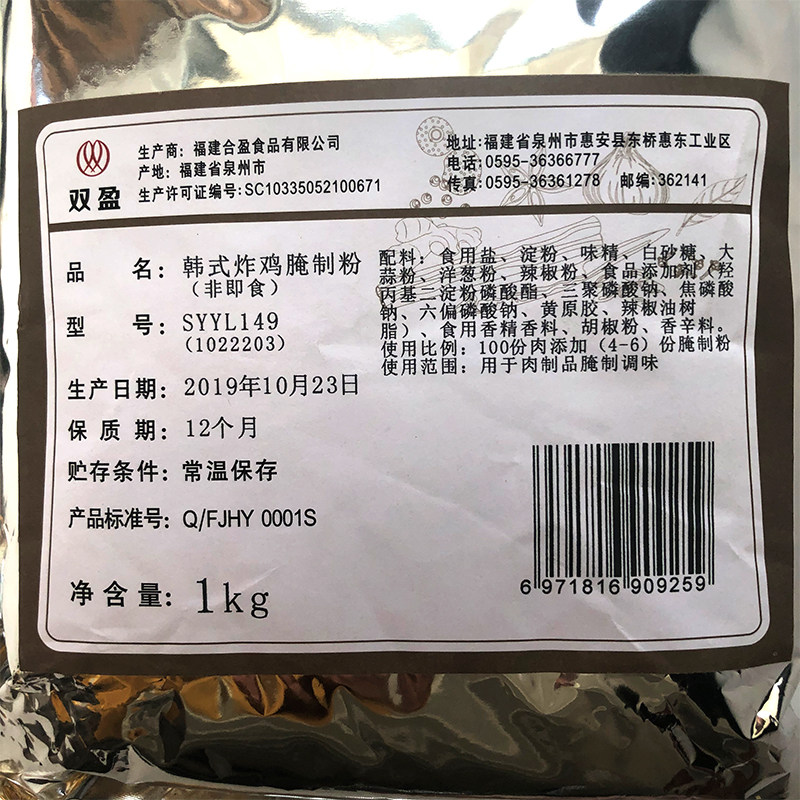 双盈
生产商: 福建合盈食品有限公司
产地: 福建省泉州市
生产许可证编号:SC10335052100671
地址:福建省泉州市惠安县东桥惠东工业区
电话:0595-36366777
传真:0595-36361278 邮编:362141
品 名: 韩式炸鸡腌制粉
(非即食)
型 号: SYYL149
(1022203)
生产日期: 2019年10月23日
保 质 期: 12个月
贮存条件: 常温保存
产品标准号: Q/FJHY 0001S
净 含 量: 1kg
配料: 食用盐、淀粉、味精、白砂糖、大
蒜粉、洋葱粉、辣椒粉、食品添加剂（羟
丙基二淀粉磷酸酯、三聚磷酸钠、焦磷酸
钠、六偏磷酸钠、黄原胶、辣椒油树
脂）、食用香精香料、胡椒粉、香辛料。
使用比例: 100份肉添加（4-6）份腌制粉
使用范围: 用于肉制品腌制调味
6 971816 909259